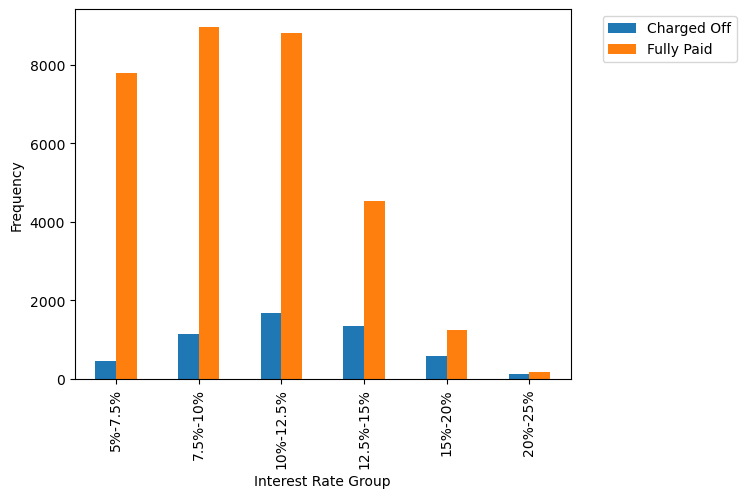 Charged Off
Fully Paid
8000
6000
4000
2000
0
Frequency
5%-7.5%
7.5%-10%
10%-12.5%
12.5%-15%
15%-20%
20%-25%
Interest Rate Group